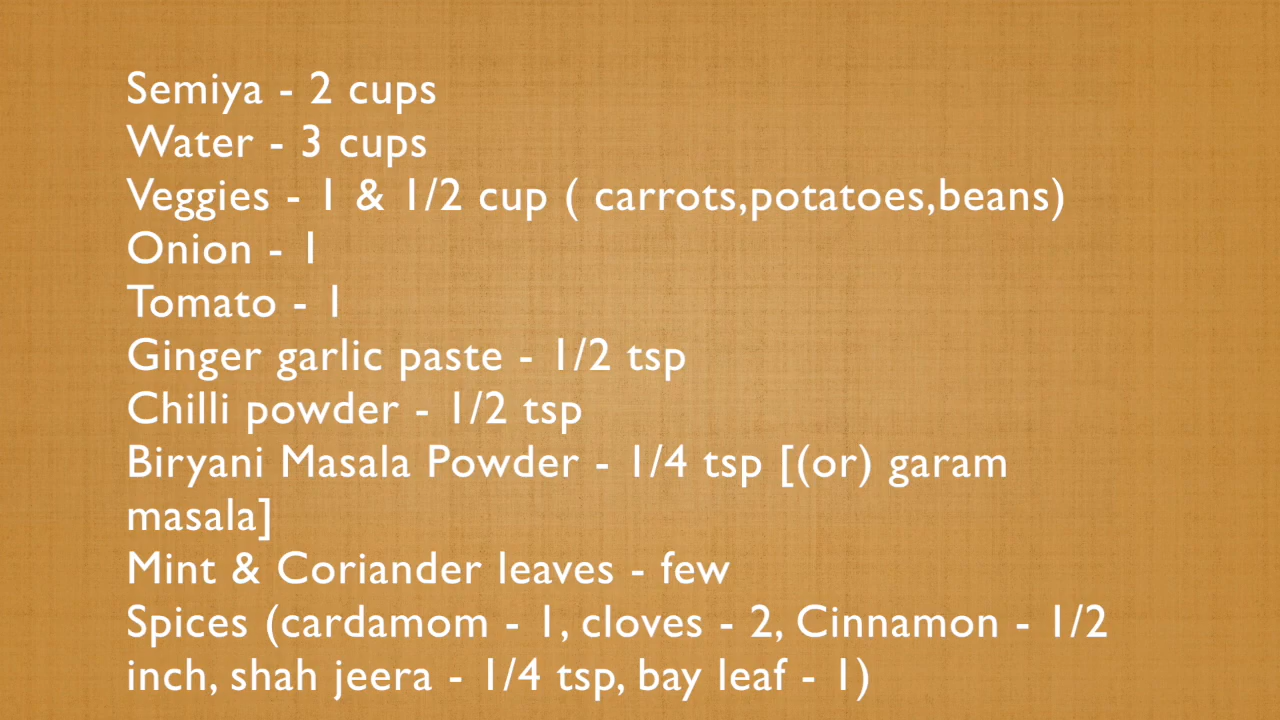 Semiya - 2 cups
Water - 3 cups
Veggies - 1 & 1/2 cup ( carrots,potatoes,beans)
Onion - 1
Tomato - 1
Ginger garlic paste - 1/2 tsp
Chilli powder - 1/2 tsp
Biryani Masala Powder - 1/4 tsp [(or) garam
masala]
Mint & Coriander leaves - few
Spices (cardamom - 1, cloves - 2, Cinnamon - 1/2
inch, shah jeera - 1/4 tsp, bay leaf - 1)